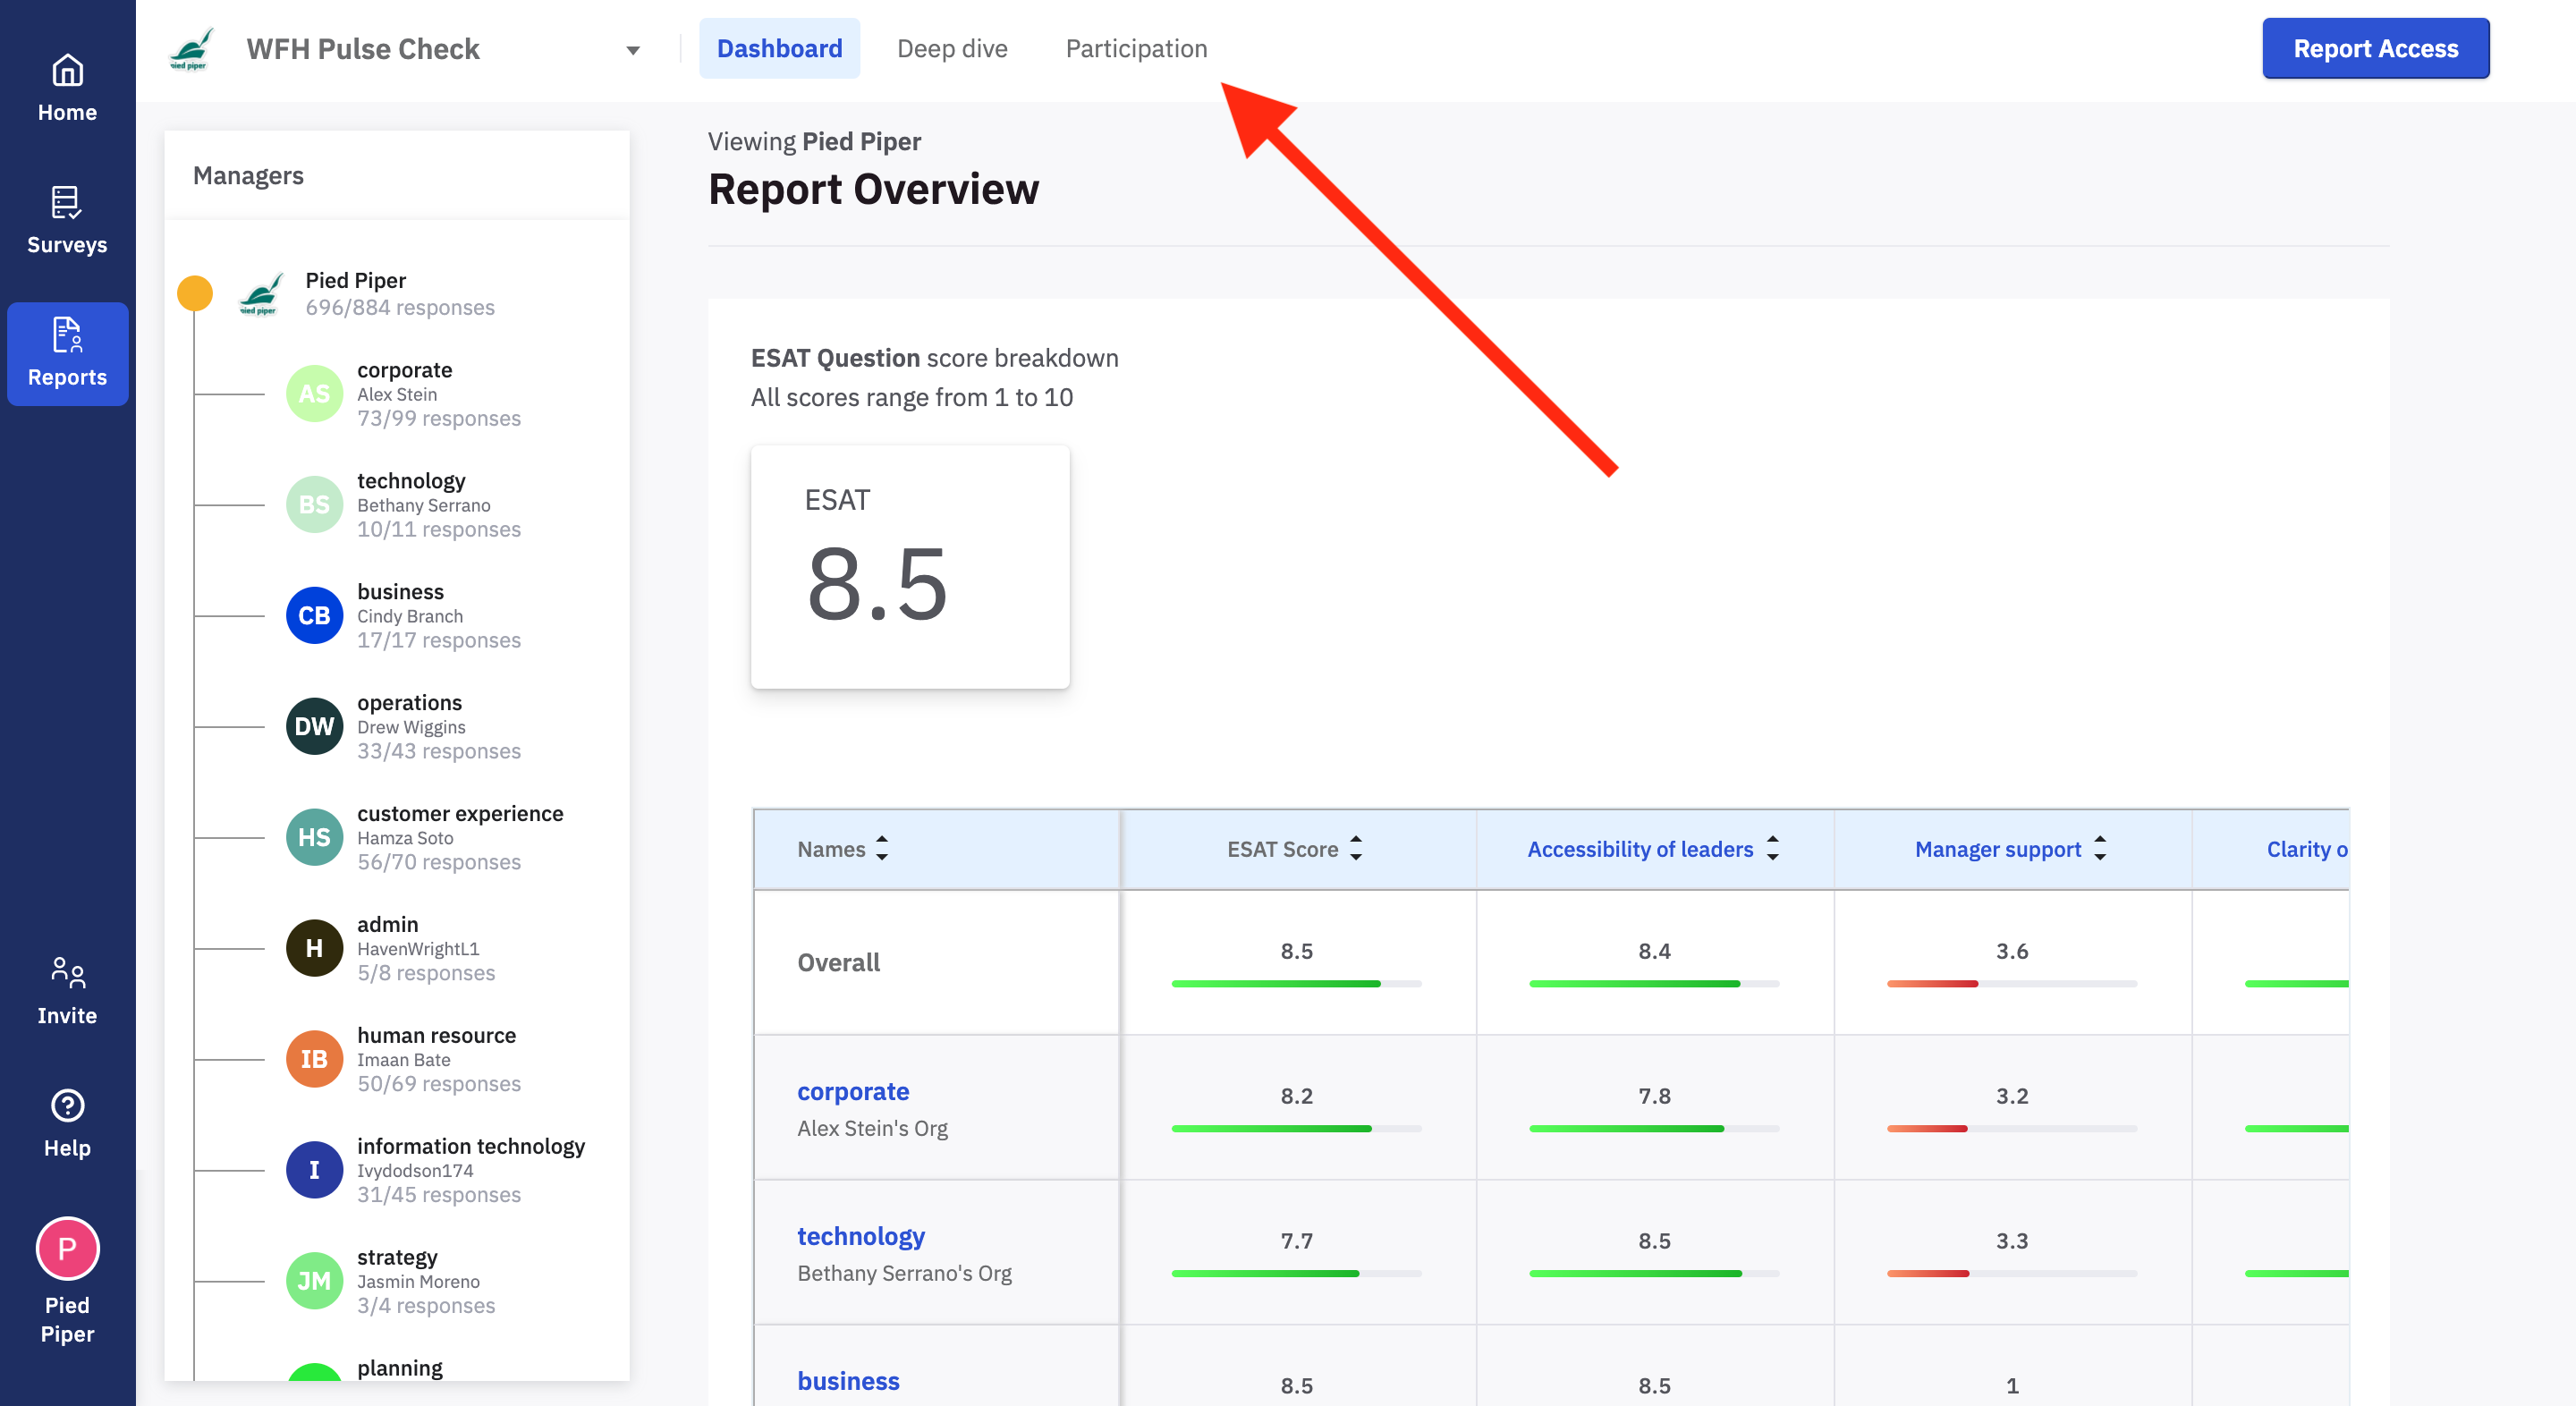 Home
Surveys
Reports
Invite
Help
P
Pied
Piper
pied piper
WFH Pulse Check
Dashboard
Deep dive
Participation
Report Access
Managers
pied piper
Pied Piper
696/884 responses
AS
corporate
Alex Stein
73/99 responses
BS
technology
Bethany Serrano
10/11 responses
CB
business
Cindy Branch
17/17 responses
DW
operations
Drew Wiggins
33/43 responses
HS
customer experience
Hamza Soto
56/70 responses
H
admin
HavenWrightL1
5/8 responses
IB
human resource
Imaan Bate
50/69 responses
I
information technology
Ivydodson174
31/45 responses
JM
strategy
Jasmin Moreno
3/4 responses
planning
Viewing Pied Piper
Report Overview
ESAT Question score breakdown
All scores range from 1 to 10
ESAT
8.5
Names ESAT Score Accessibility of leaders Manager support Clarity o
Overall 8.5 8.4 3.6
corporate 8.2 7.8 3.2
Alex Stein's Org
technology 7.7 8.5 3.3
Bethany Serrano's Org
business 8.5 8.5 1